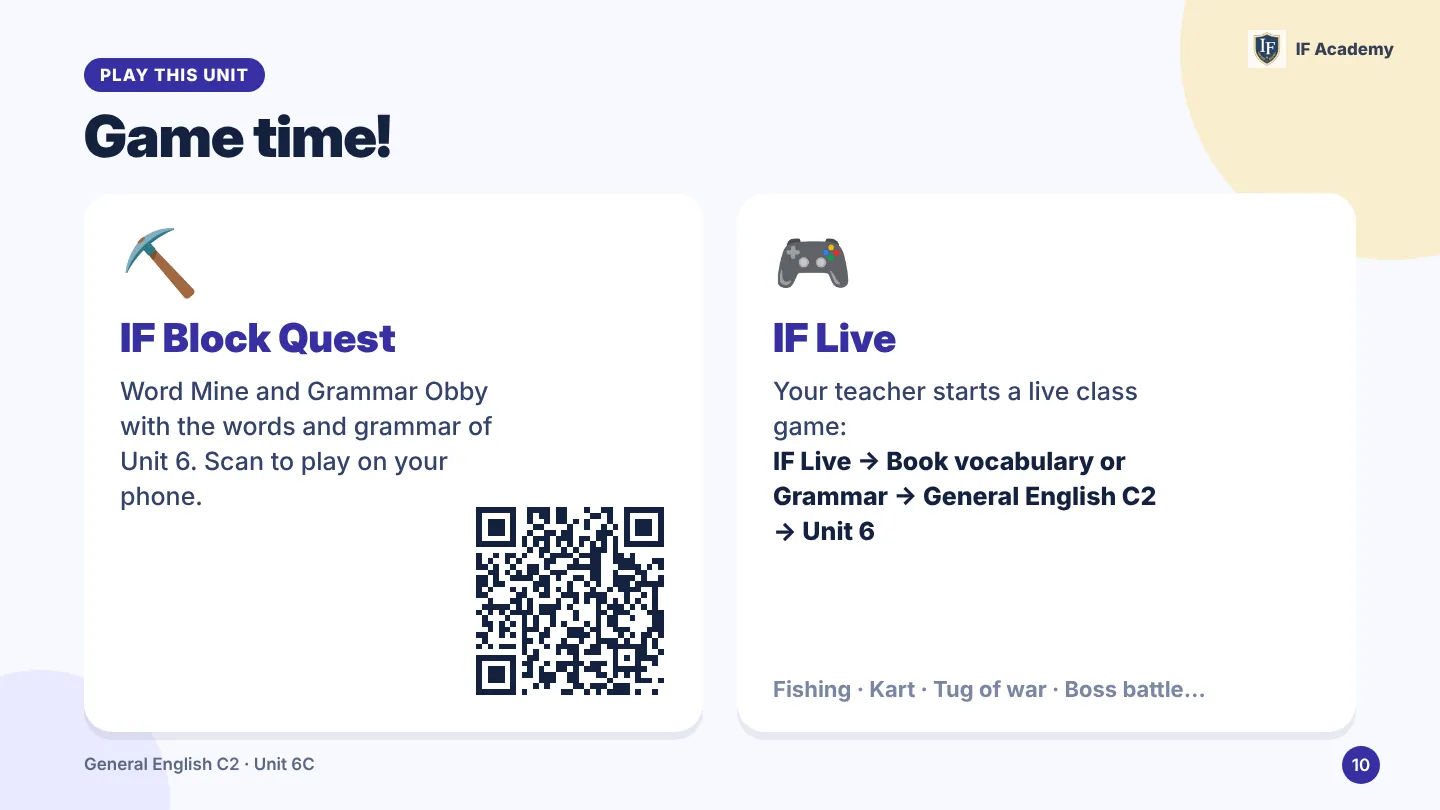 IF Academy
PLAY THIS UNIT
Game time!
IF Block Quest
Word Mine and Grammar Obby
with the words and grammar of
Unit 6. Scan to play on your
phone.
IF Live
Your teacher starts a live class
game:
IF Live → Book vocabulary or
Grammar → General English C2
→ Unit 6
Fishing · Kart · Tug of war · Boss battle...
General English C2 · Unit 6C
10